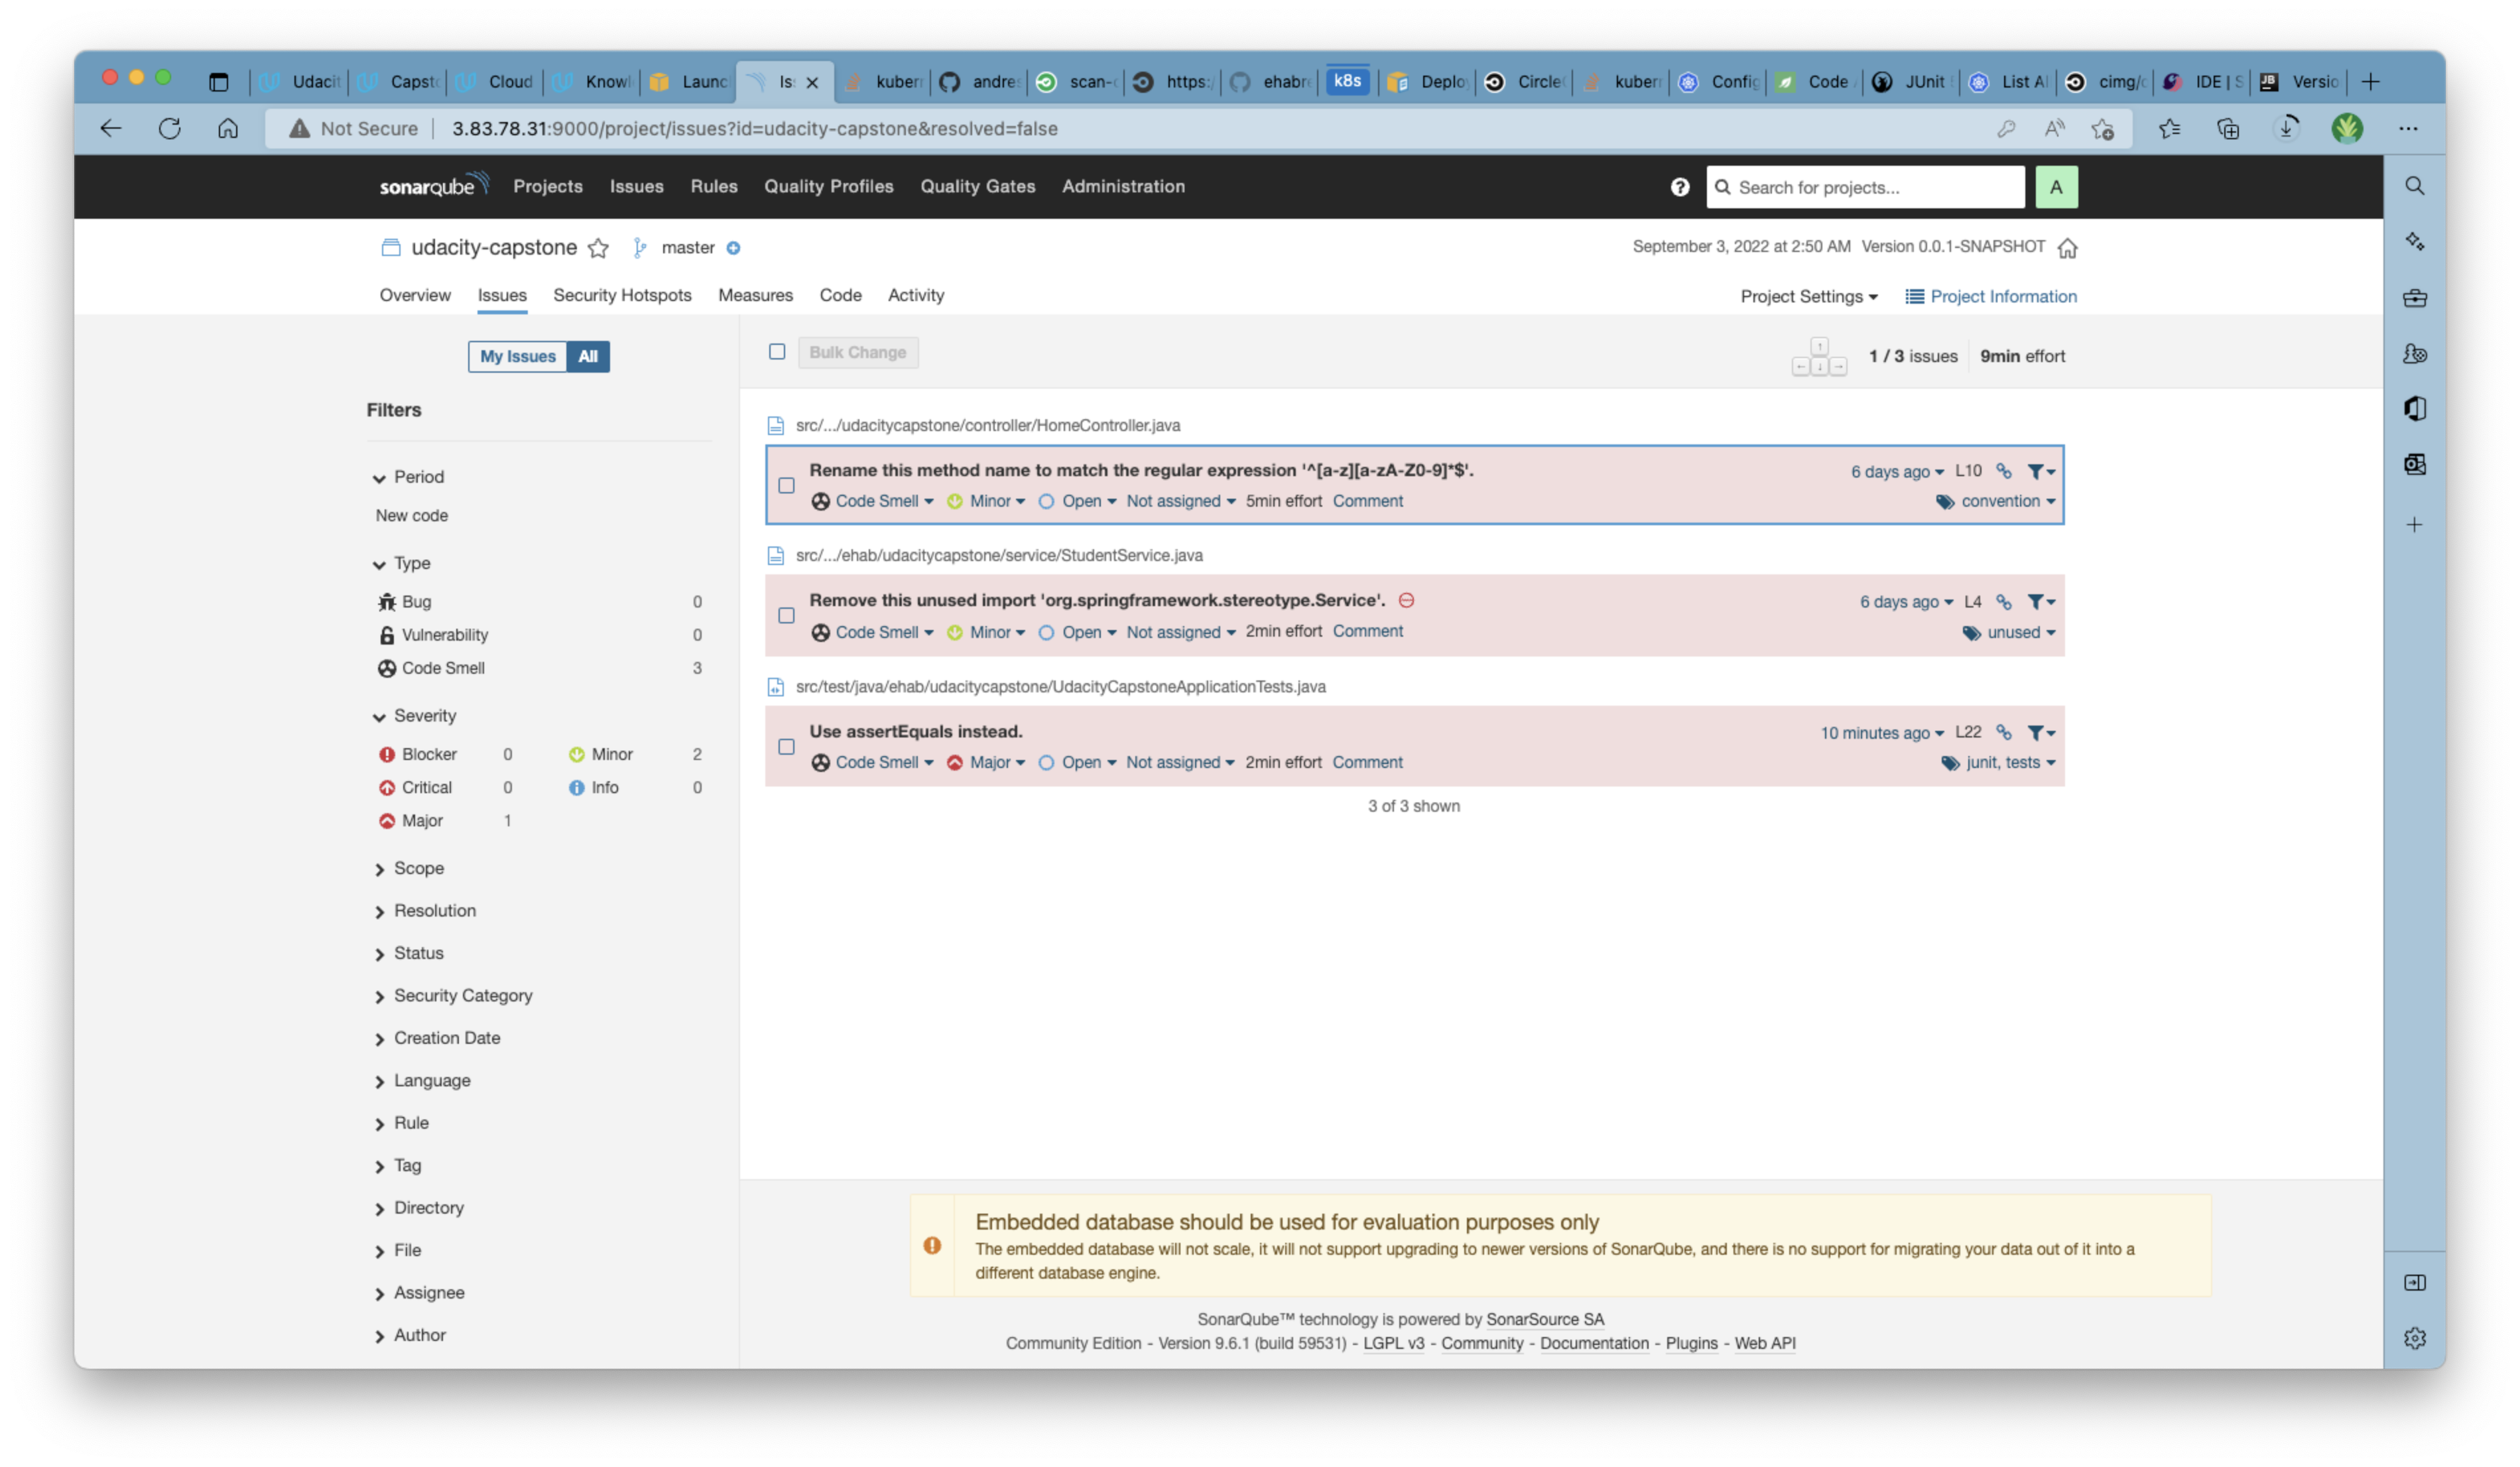 Udacit Capst Cloud Knowl Launc Is kuber andre scan- https:/ ehabre k8s Deplo Circle kuber Config Code JUnit List A cimg/ IDE | S Versio
Not Secure 3.83.78.31:9000/project/issues?id=udacity-capstone&resolved=false
sonarqube Projects Issues Rules Quality Profiles Quality Gates Administration ? Search for projects... A
udacity-capstone master September 3, 2022 at 2:50 AM Version 0.0.1-SNAPSHOT
Overview Issues Security Hotspots Measures Code Activity Project Settings Project Information
My Issues All Bulk Change 1 / 3 issues 9min effort
Filters
Period
New code
Type
Bug 0
Vulnerability 0
Code Smell 3
Severity
Blocker 0 Minor 2
Critical 0 Info 0
Major 1
Scope
Resolution
Status
Security Category
Creation Date
Language
Rule
Tag
Directory
File
Assignee
Author
src/.../udacitycapstone/controller/HomeController.java
Rename this method name to match the regular expression '^[a-z][a-zA-Z0-9]*$'. 6 days ago L10
Code Smell Minor Open Not assigned 5min effort Comment convention
src/.../ehab/udacitycapstone/service/StudentService.java
Remove this unused import 'org.springframework.stereotype.Service'. 6 days ago L4
Code Smell Minor Open Not assigned 2min effort Comment unused
src/test/java/ehab/udacitycapstone/UdacityCapstoneApplicationTests.java
Use assertEquals instead. 10 minutes ago L22
Code Smell Major Open Not assigned 2min effort Comment junit, tests
3 of 3 shown
Embedded database should be used for evaluation purposes only
The embedded database will not scale, it will not support upgrading to newer versions of SonarQube, and there is no support for migrating your data out of it into a
different database engine.
SonarQube™ technology is powered by SonarSource SA
Community Edition - Version 9.6.1 (build 59531) - LGPL v3 - Community - Documentation - Plugins - Web API